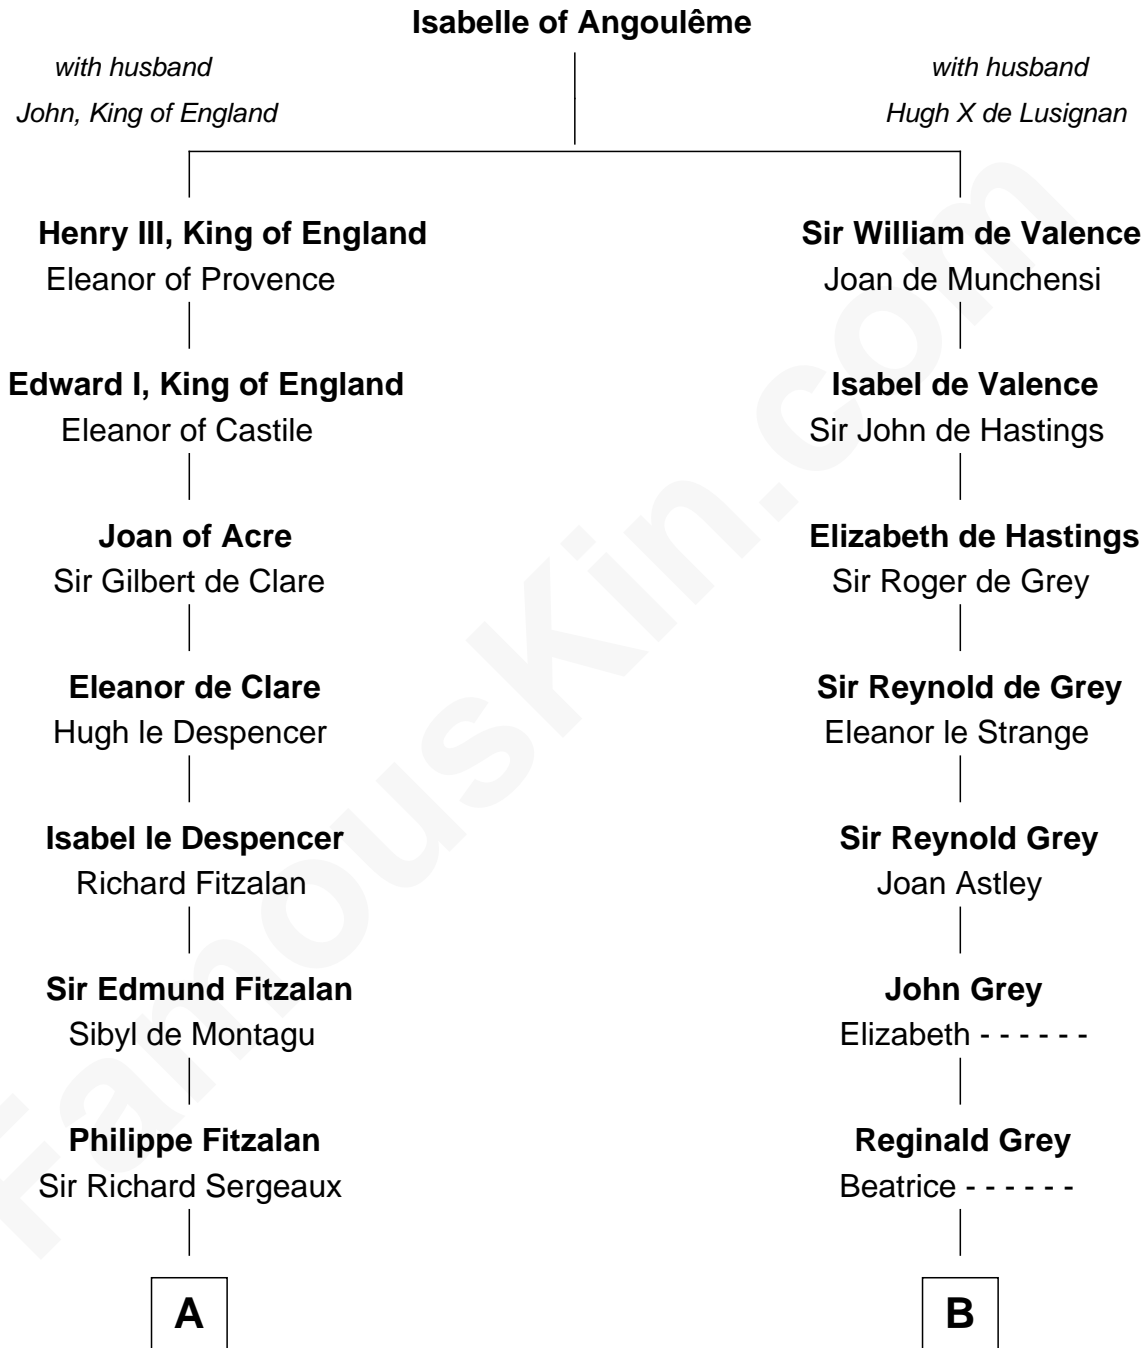 Isabelle of Angoulême
with husband
John, King of England
with husband
Hugh X de Lusignan
Henry III, King of England
Eleanor of Provence
Sir William de Valence
Joan de Munchensi
Edward I, King of England
Eleanor of Castile
Isabel de Valence
Sir John de Hastings
Joan of Acre
Sir Gilbert de Clare
Elizabeth de Hastings
Sir Roger de Grey
Eleanor de Clare
Hugh le Despencer
Sir Reynold de Grey
Eleanor le Strange
Isabel le Despencer
Richard Fitzalan
Sir Reynold Grey
Joan Astley
Sir Edmund Fitzalan
Sibyl de Montagu
John Grey
Elizabeth - - - - - -
Philippe Fitzalan
Sir Richard Sergeaux
Reginald Grey
Beatrice - - - - - -
A
B
FamousKin.com